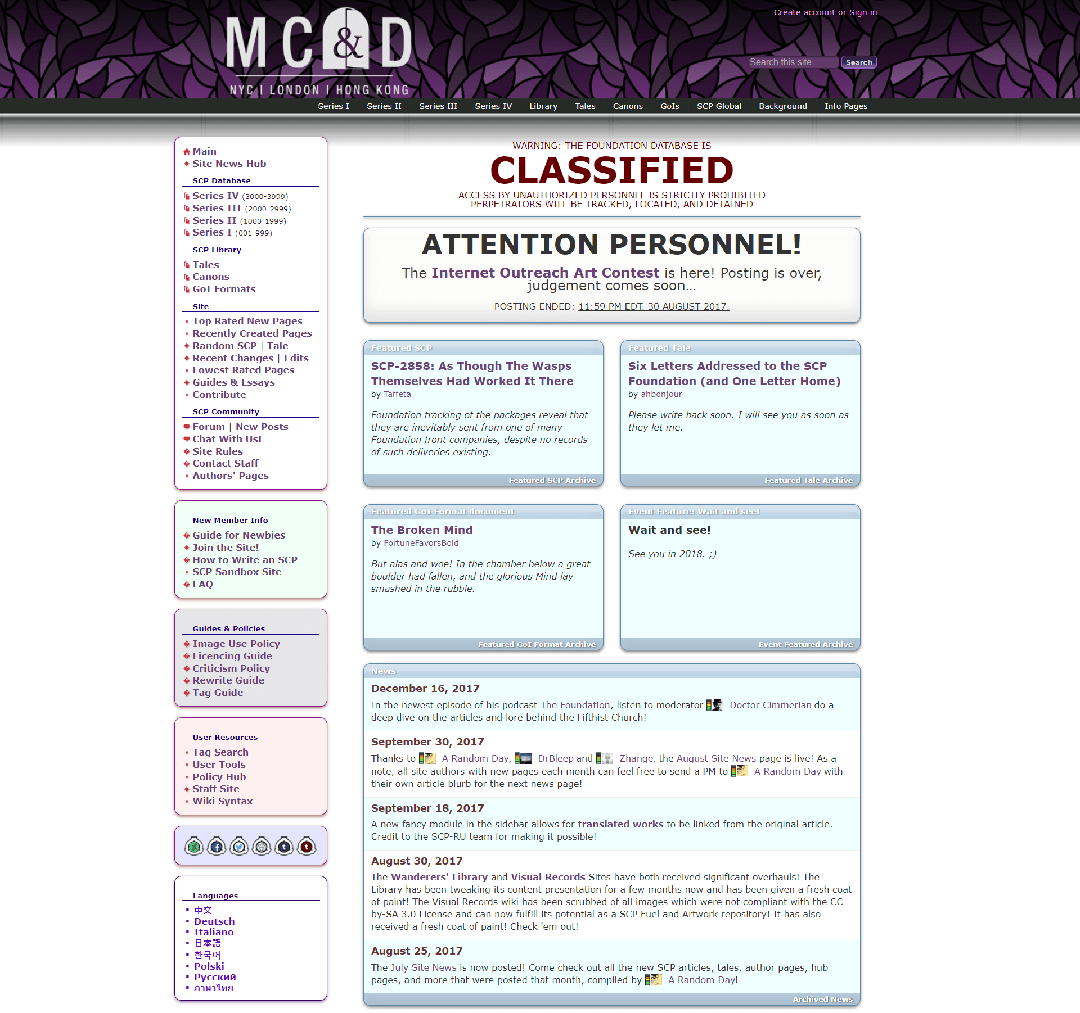 Create account or Sign in
MC&D
NYC | LONDON | HONG KONG
Search this site
Search
Series I Series II Series III Series IV Library Tales Canons GoIs SCP Global Background Info Pages
Main
Site News Hub
SCP Database
Series IV (3000-3999)
Series III (2000-2999)
Series II (1000-1999)
Series I (001-999)
SCP Library
Tales
Canons
GoI Formats
Site
Top Rated New Pages
Recently Created Pages
Random SCP | Tale
Recent Changes | Edits
Lowest Rated Pages
Guides & Essays
Contribute
SCP Community
Forum | New Posts
Chat With Us!
Site Rules
Contact Staff
Authors' Pages
New Member Info
Guide for Newbies
Join the Site!
How to Write an SCP
SCP Sandbox Site
FAQ
Guides & Policies
Image Use Policy
Licencing Guide
Criticism Policy
Rewrite Guide
Tag Guide
User Resources
Tag Search
User Tools
Policy Hub
Staff Site
Wiki Syntax
Languages
中文
Deutsch
Italiano
日本語
한국어
Polski
Русский
ภาษาไทย
WARNING: THE FOUNDATION DATABASE IS
CLASSIFIED
ACCESS BY UNAUTHORIZED PERSONNEL IS STRICTLY PROHIBITED
PERPETRATORS WILL BE TRACKED, LOCATED, AND DETAINED
ATTENTION PERSONNEL!
The Internet Outreach Art Contest is here! Posting is over,
judgement comes soon...
POSTING ENDED: 11:59 PM EDT, 30 AUGUST 2017.
Featured SCP
SCP-2858: As Though The Wasps
Themselves Had Worked It There
by Taffeta
Foundation tracking of the packages reveal that
they are inevitably sent from one of many
Foundation front companies, despite no records
of such deliveries existing.
Featured SCP Archive
Featured Tale
Six Letters Addressed to the SCP
Foundation (and One Letter Home)
by ahbonjour
Please write back soon. I will see you as soon as
they let me.
Featured Tale Archive
Featured GoI Format document
The Broken Mind
by FortuneFavorsBold
But alas and woe! In the chamber below a great
boulder had fallen, and the glorious Mind lay
smashed in the rubble.
Featured GoI Format Archive
Event Feature: Wait and see!
Wait and see!
See you in 2018. ;)
Event Featured Archive
News
December 16, 2017
In the newest episode of his podcast The Foundation, listen to moderator Doctor Cimmerian do a
deep dive on the articles and lore behind the Fifthist Church!
September 30, 2017
Thanks to A Random Day, DrBleep and Zhange, the August Site News page is live! As a
note, all site authors with new pages each month can feel free to send a PM to A Random Day with
their own article blurb for the next news page!
September 18, 2017
A new fancy module in the sidebar allows for translated works to be linked from the original article.
Credit to the SCP-RU team for making it possible!
August 30, 2017
The Wanderers' Library and Visual Records Sites have both received significant overhauls! The
Library has been tweaking its content presentation for a few months now and has been given a fresh coat
of paint! The Visual Records wiki has been scrubbed of all images which were not compliant with the CC-
by-SA 3.0 License and can now fulfill its potential as a SCP Fuel and Artwork repository! It has also
received a fresh coat of paint! Check 'em out!
August 25, 2017
The July Site News is now posted! Come check out all the new SCP articles, tales, author pages, hub
pages, and more that were posted that month, compiled by A Random Day!
Archived News